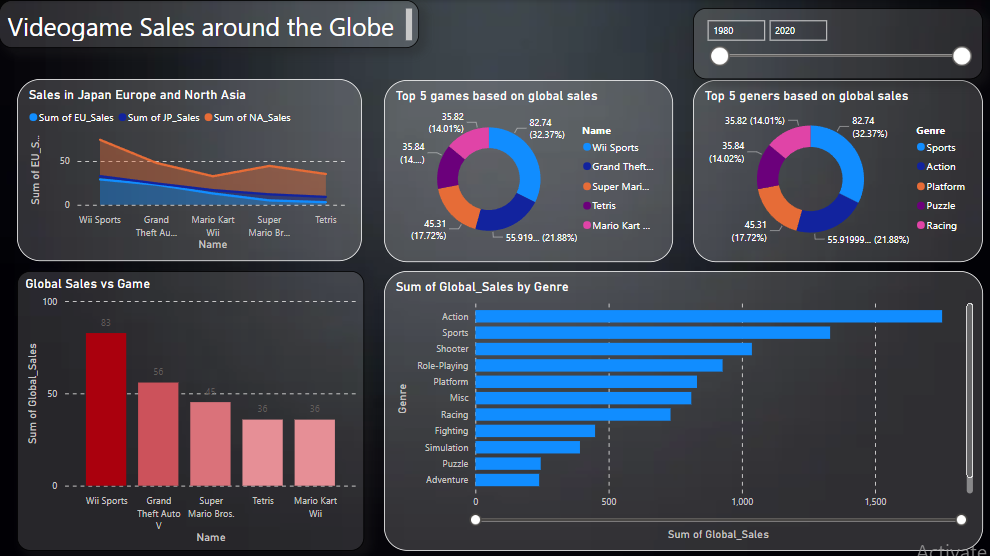 Videogame Sales around the Globe
1980 2020
Sales in Japan Europe and North Asia
Sum of EU_Sales Sum of JP_Sales Sum of NA_Sales
Sum of EU_S...
50
0
Wii Sports
Grand
Theft Au...
Mario Kart
Wii
Super
Mario Br...
Tetris
Name
Top 5 games based on global sales
35.82
(14.01%)
82.74
(32.37%)
35.84
(14....)
45.31
(17.72%)
55.919... (21.88%)
Name
Wii Sports
Grand Theft...
Super Mari...
Tetris
Mario Kart ...
Top 5 geners based on global sales
35.82 (14.01%)
82.74
(32.37%)
35.84
(14.02%)
45.31
(17.72%)
55.91999... (21.88%)
Genre
Sports
Action
Platform
Puzzle
Racing
Global Sales vs Game
Sum of Global_Sales
100
50
0
83
56
45
36
36
Wii Sports
Grand
Theft Auto
V
Super
Mario Bros.
Tetris
Mario Kart
Wii
Name
Sum of Global_Sales by Genre
Genre
Action
Sports
Shooter
Role-Playing
Platform
Misc
Racing
Fighting
Simulation
Puzzle
Adventure
0 500 1,000 1,500
Sum of Global_Sales
Activate